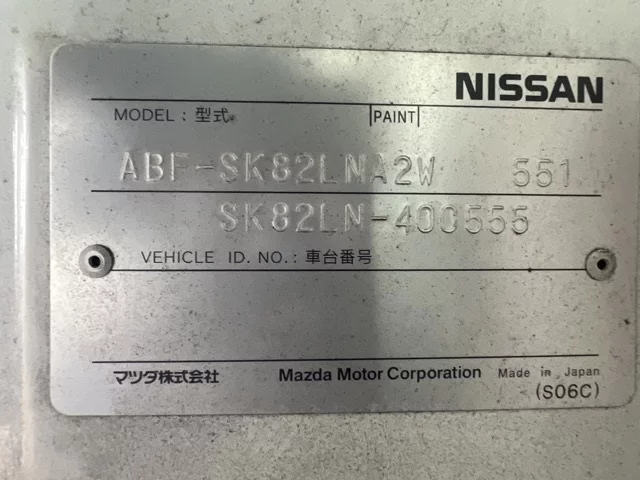 NISSAN
MODEL : 型式
PAINT
ABF-SK82LNA2W 551
SK82LN-400555
VEHICLE ID. NO. : 車台番号
マツダ株式会社 Mazda Motor Corporation Made in Japan
(S06C)